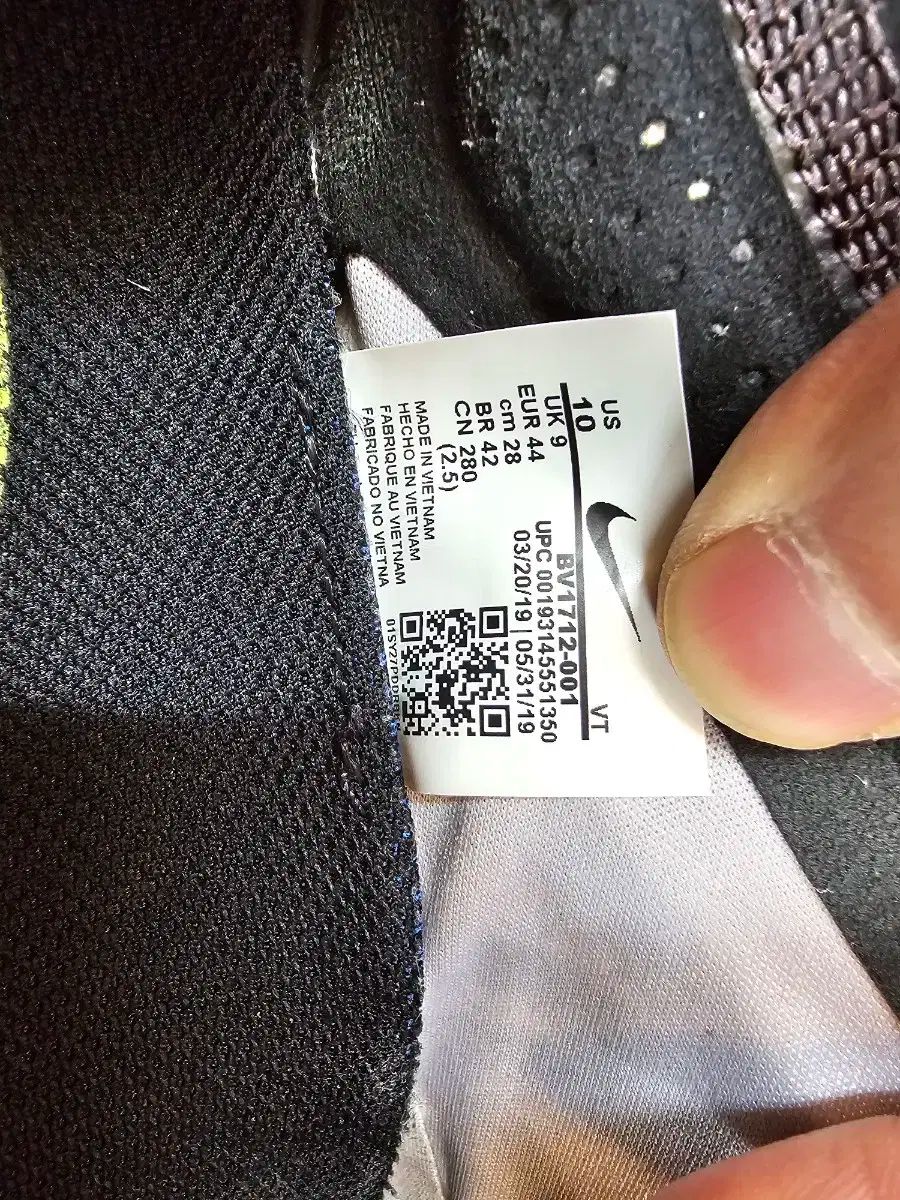 US
10
VT
UK 9
EUR 44
cm 28
BR 42
CN 280
(2.5)
BV1712-001
UPC 00193145551350
03/20/19 | 05/31/19
MADE IN VIETNAM
HECHO EN VIETNAM
FABRIQUE AU VIETNAM
FABRICADO NO VIETNA